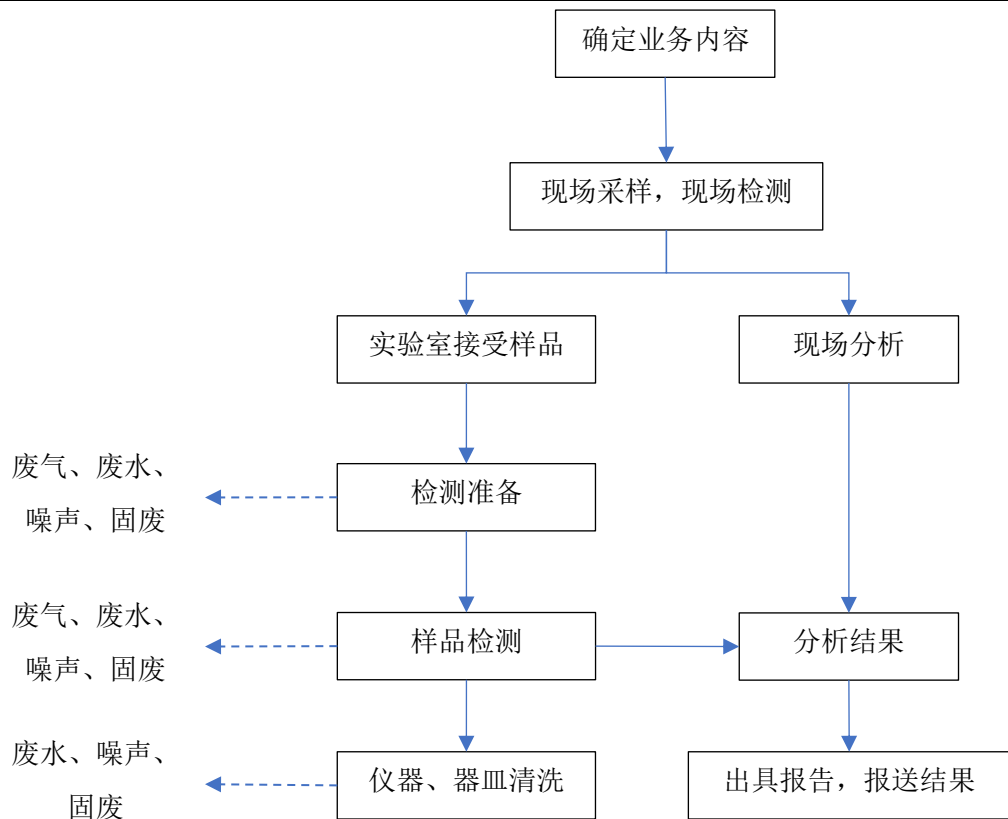 确定业务内容
现场采样，现场检测
实验室接受样品
现场分析
废气、废水、
噪声、固废
检测准备
废气、废水、
噪声、固废
样品检测
分析结果
废水、噪声、
固废
仪器、器皿清洗
出具报告，报送结果